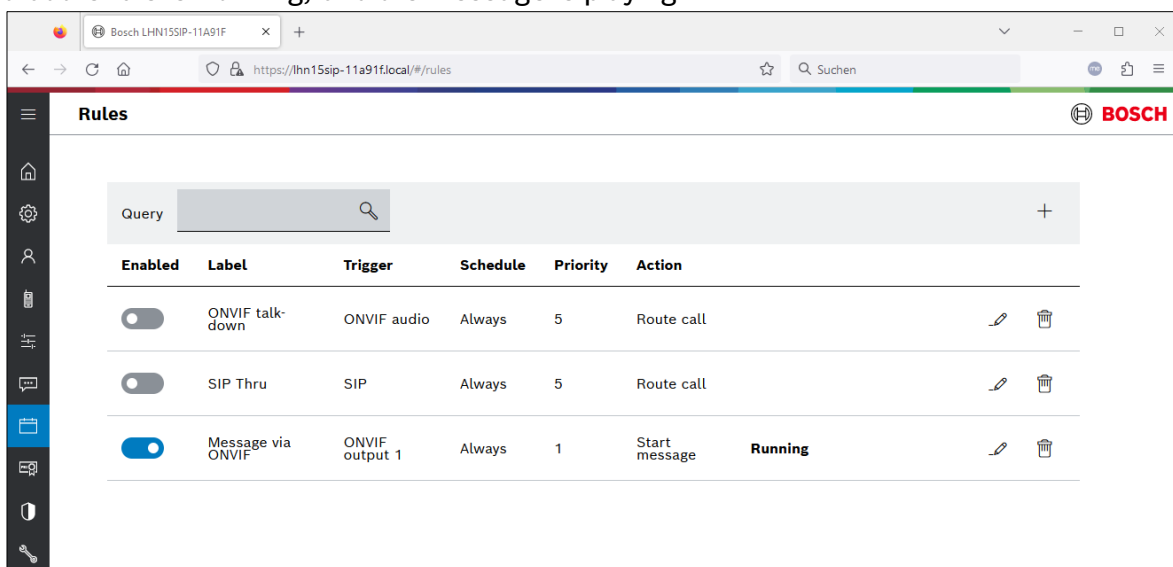 Bosch LHN15SIP-11A91F
https://lhn15sip-11a91f.local/#/rules
Suchen
Rules
BOSCH
Query
Enabled Label Trigger Schedule Priority Action
ONVIF talk-
down
ONVIF audio Always 5 Route call
SIP Thru SIP Always 5 Route call
Message via
ONVIF
ONVIF
output 1
Always 1
Start
message
Running